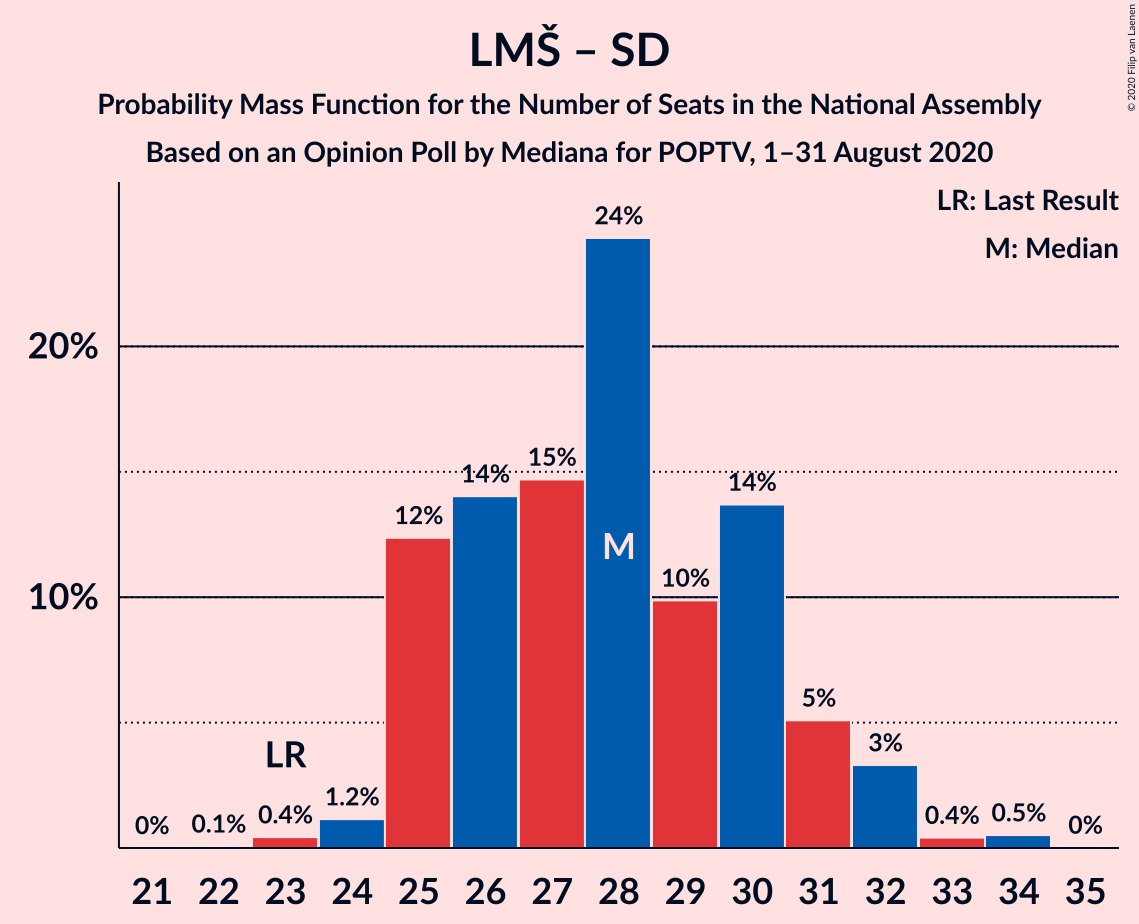 LMŠ – SD
Probability Mass Function for the Number of Seats in the National Assembly
Based on an Opinion Poll by Mediana for POPTV, 1–31 August 2020
© 2020 Filip van Laenen
LR: Last Result
M: Median
20%
10%
0%
0.1%
0.4%
1.2%
12%
14%
15%
24%
10%
14%
5%
3%
0.4%
0.5%
0%
LR
M
21 22 23 24 25 26 27 28 29 30 31 32 33 34 35